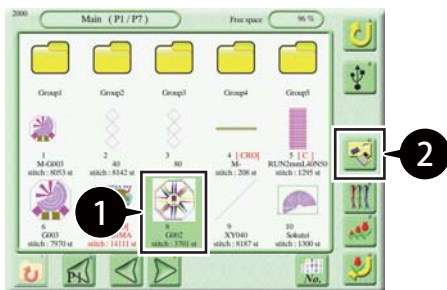 2000
Main ( P1 / P7 ) Free space 96 %
Group1 Group2 Group3 Group4 Group5
1 2 3 4 [ CRO[ 5 [ C ]
M-G003 40 80 M- RUN2mmL40N50
stitch : 8053 st stitch : 8142 st stitch : 208 st stitch : 1295 st
2
1
6 8 9 10
G003 G002 XY040 Sokutei
stitch : 7970 st 14111 st stitch : 3701 st stitch : 8187 st stitch : 1300 st
P1 No.